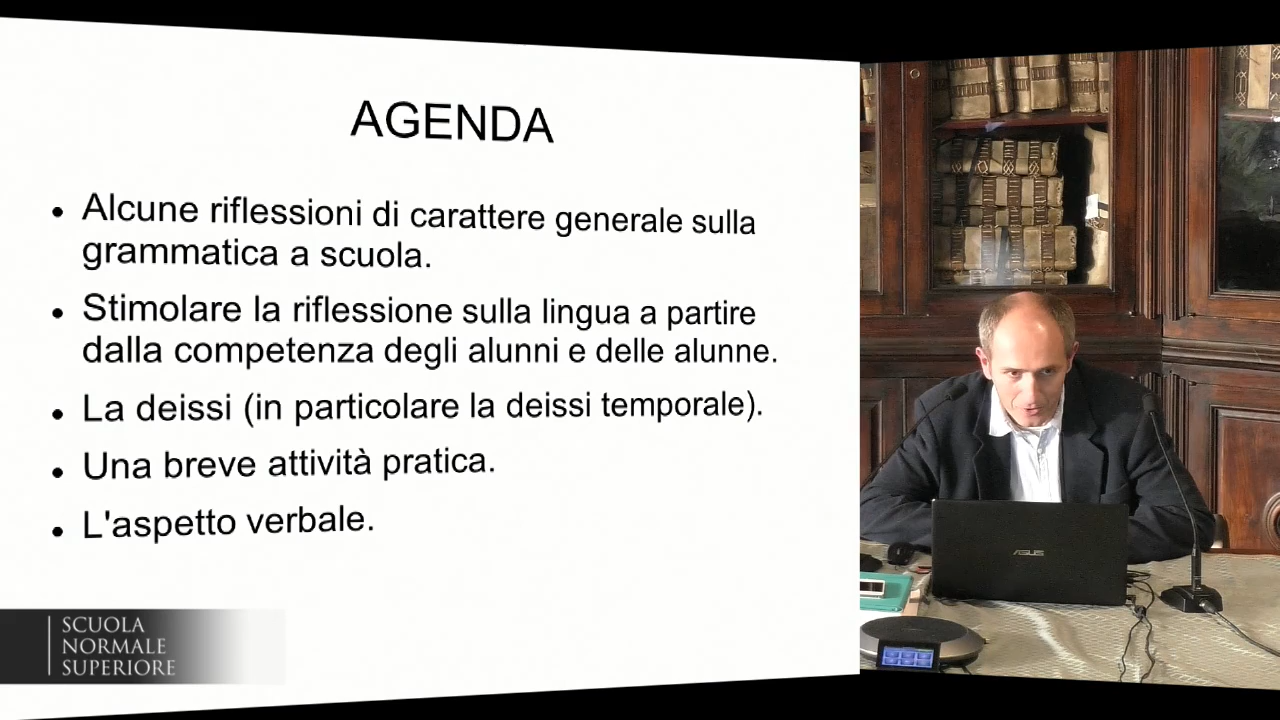 AGENDA
Alcune riflessioni di carattere generale sulla
grammatica a scuola.
Stimolare la riflessione sulla lingua a partire
dalla competenza degli alunni e delle alunne.
La deissi (in particolare la deissi temporale).
Una breve attività pratica.
L'aspetto verbale.
SCUOLA
NORMALE
SUPERIORE
ASUS